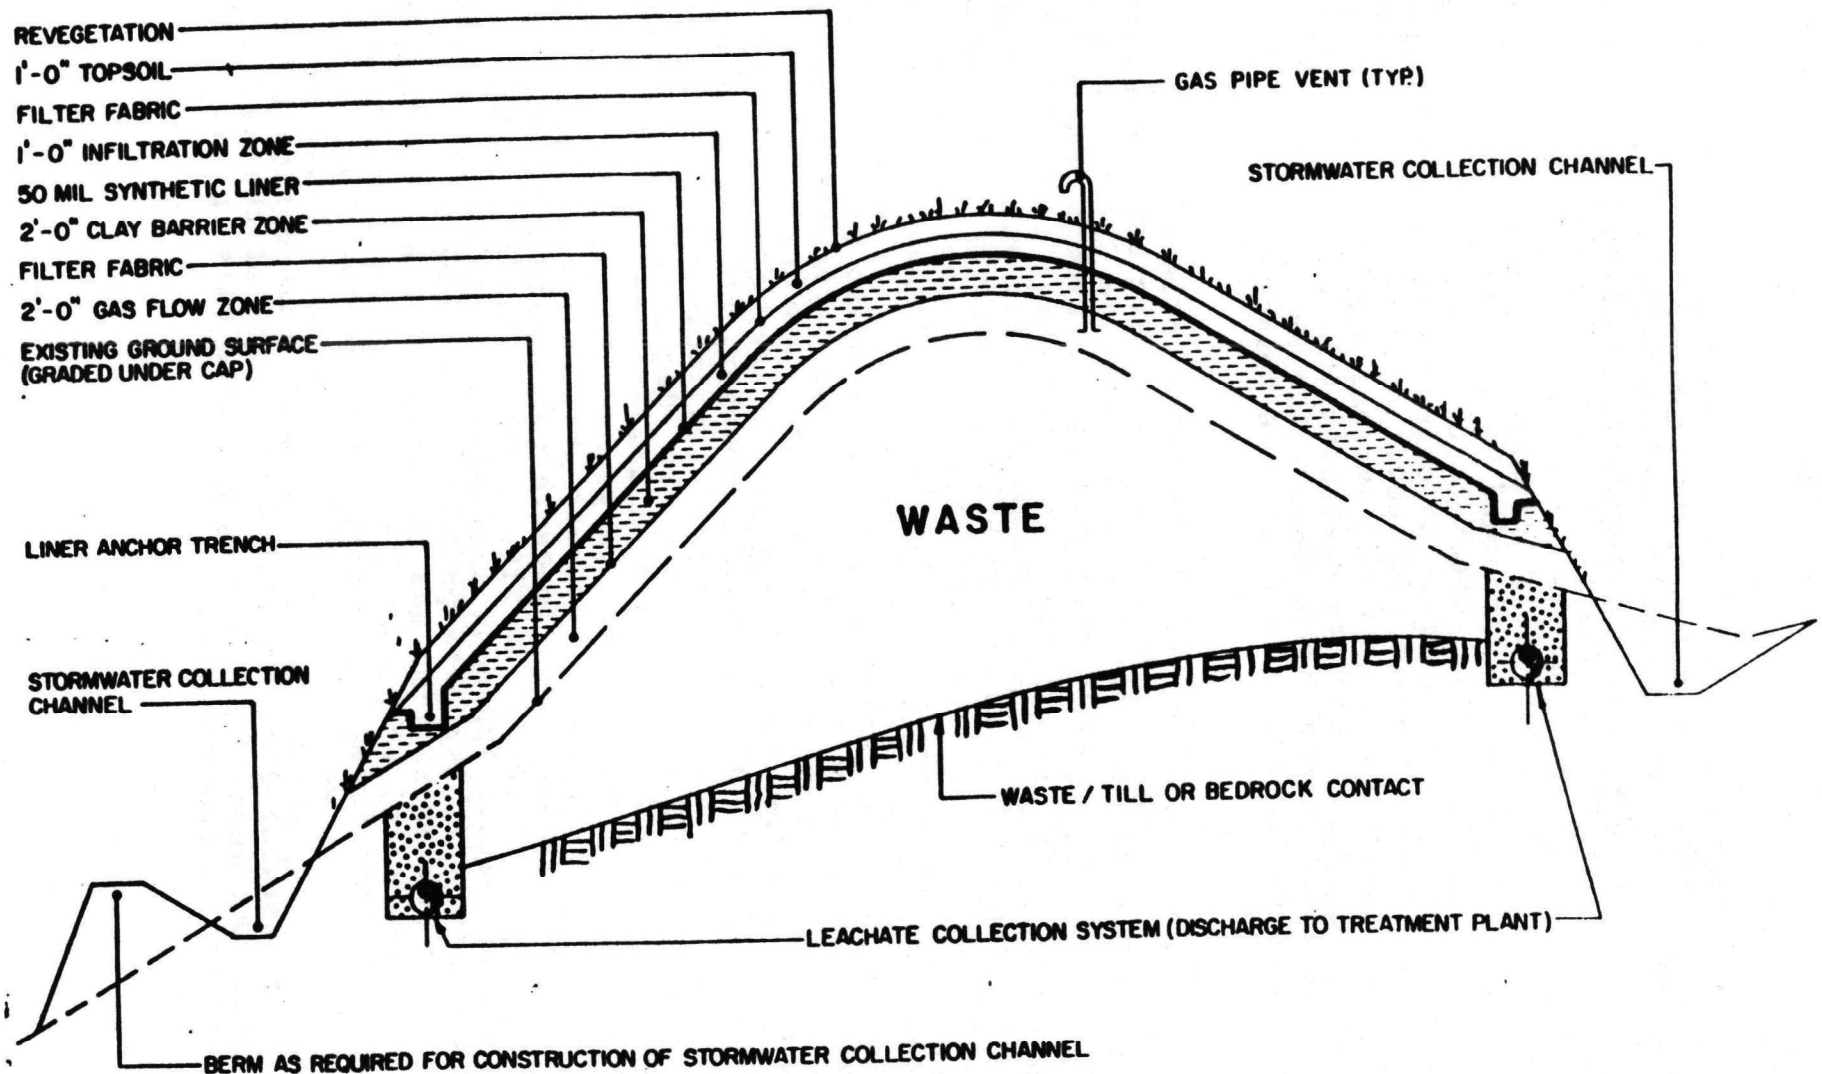 REVEGETATION
1'-0" TOPSOIL
FILTER FABRIC
1'-0" INFILTRATION ZONE
50 MIL SYNTHETIC LINER
2'-0" CLAY BARRIER ZONE
FILTER FABRIC
2'-0" GAS FLOW ZONE
EXISTING GROUND SURFACE
(GRADED UNDER CAP)
GAS PIPE VENT (TYP.)
STORMWATER COLLECTION CHANNEL
WASTE
LINER ANCHOR TRENCH
STORMWATER COLLECTION
CHANNEL
WASTE / TILL OR BEDROCK CONTACT
LEACHATE COLLECTION SYSTEM (DISCHARGE TO TREATMENT PLANT)
BERM AS REQUIRED FOR CONSTRUCTION OF STORMWATER COLLECTION CHANNEL